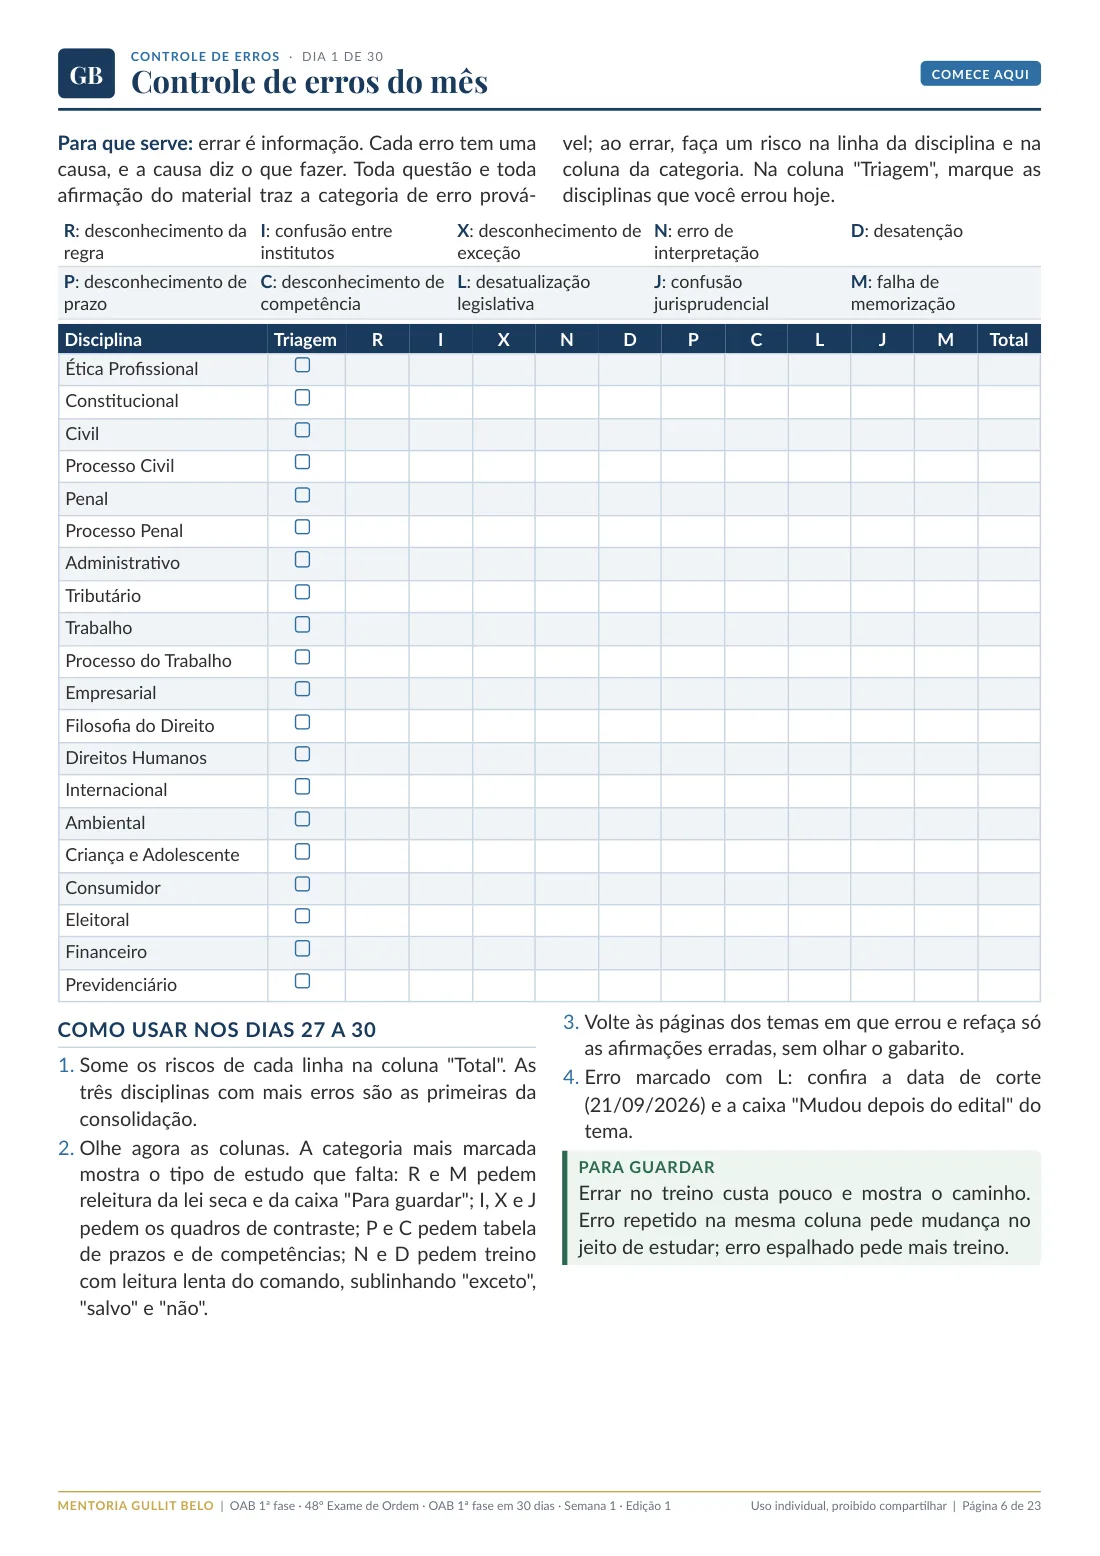 GB
CONTROLE DE ERROS · DIA 1 DE 30
Controle de erros do mês
COMECE AQUI
Para que serve: errar é informação. Cada erro tem uma
causa, e a causa diz o que fazer. Toda questão e toda
afirmação do material traz a categoria de erro prová-
vel; ao errar, faça um risco na linha da disciplina e na
coluna da categoria. Na coluna "Triagem", marque as
disciplinas que você errou hoje.
R: desconhecimento da
regra
I: confusão entre
institutos
X: desconhecimento de
exceção
N: erro de
interpretação
D: desatenção
P: desconhecimento de
prazo
C: desconhecimento de
competência
L: desatualização
legislativa
J: confusão
jurisprudencial
M: falha de
memorização
Disciplina Triagem R I X N D P C L J M Total
Ética Profissional
Constitucional
Civil
Processo Civil
Penal
Processo Penal
Administrativo
Tributário
Trabalho
Processo do Trabalho
Empresarial
Filosofia do Direito
Direitos Humanos
Internacional
Ambiental
Criança e Adolescente
Consumidor
Eleitoral
Financeiro
Previdenciário
COMO USAR NOS DIAS 27 A 30
1. Some os riscos de cada linha na coluna "Total". As
três disciplinas com mais erros são as primeiras da
consolidação.
2. Olhe agora as colunas. A categoria mais marcada
mostra o tipo de estudo que falta: R e M pedem
releitura da lei seca e da caixa "Para guardar"; I, X e J
pedem os quadros de contraste; P e C pedem tabela
de prazos e de competências; N e D pedem treino
com leitura lenta do comando, sublinhando "exceto",
"salvo" e "não".
3. Volte às páginas dos temas em que errou e refaça só
as afirmações erradas, sem olhar o gabarito.
4. Erro marcado com L: confira a data de corte
(21/09/2026) e a caixa "Mudou depois do edital" do
tema.
PARA GUARDAR
Errar no treino custa pouco e mostra o caminho.
Erro repetido na mesma coluna pede mudança no
jeito de estudar; erro espalhado pede mais treino.
MENTORIA GULLIT BELO | OAB 1ª fase · 48º Exame de Ordem · OAB 1ª fase em 30 dias · Semana 1 · Edição 1
Uso individual, proibido compartilhar | Página 6 de 23